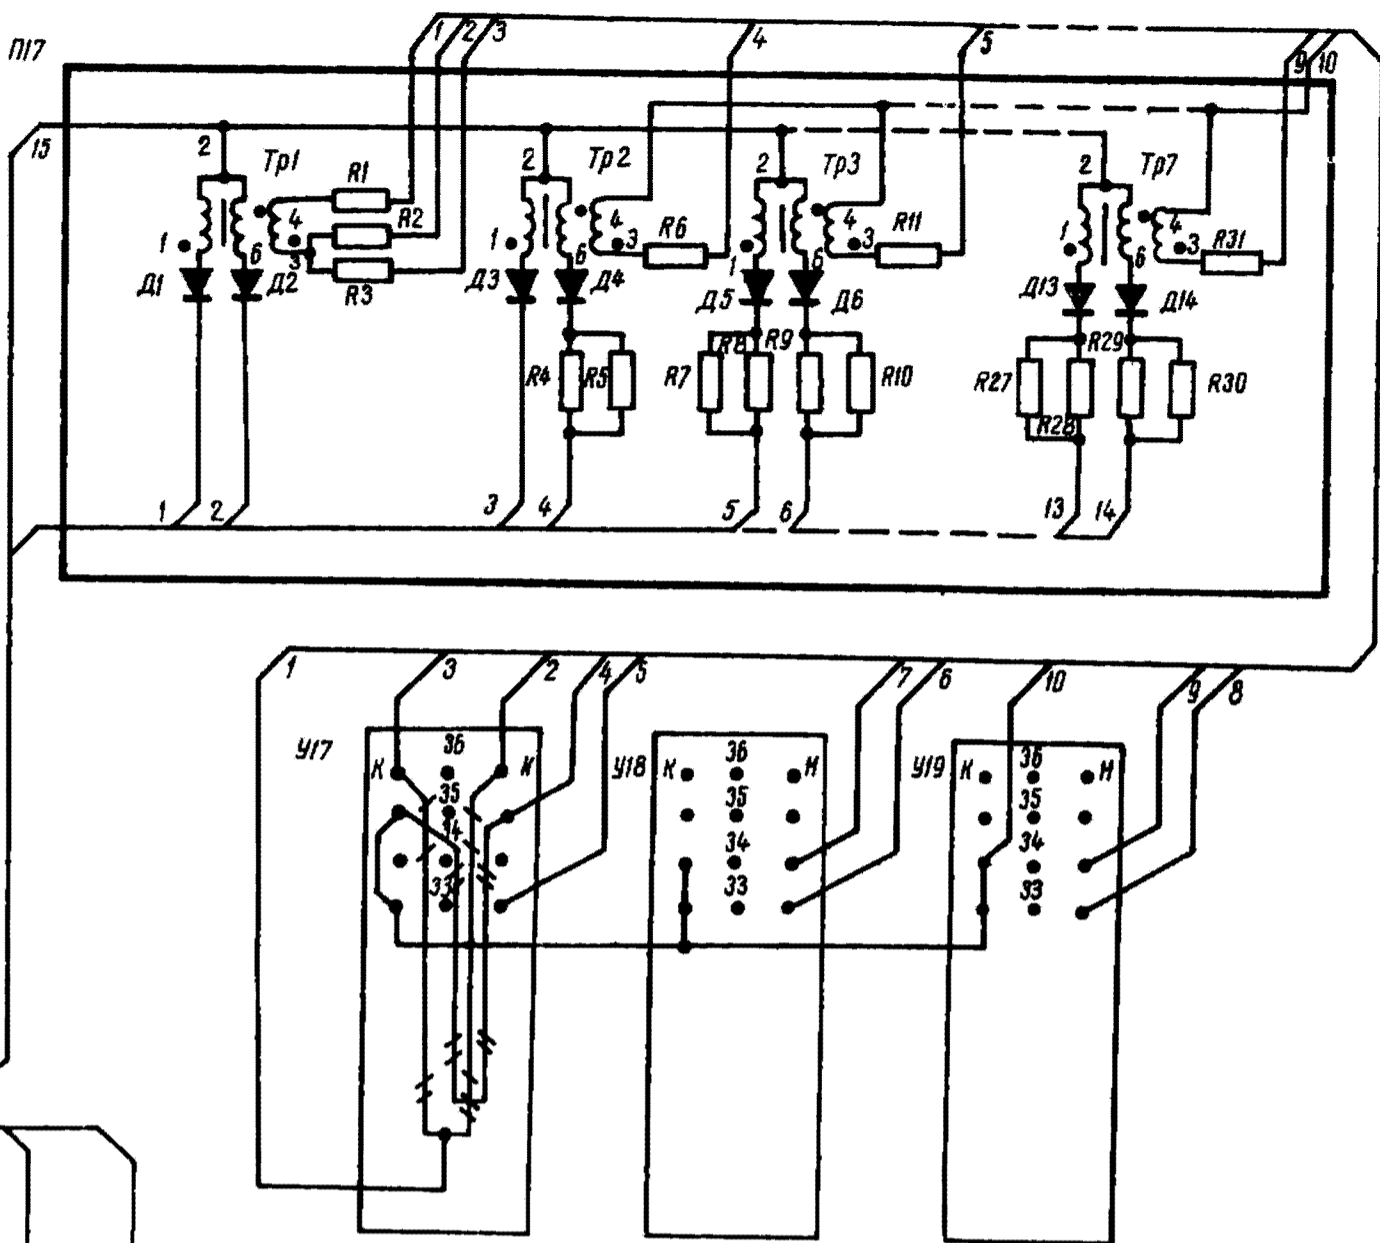 П17
1 2 3 4 5 9 10
15
2 Тр1 R1 2 Тр2 2 Тр3 2 Тр7
4 R2 4 R6 4 R11 4 R31
1 6 3 1 6 3 1 6 3 1 6 3
Д1 Д2 R3 Д3 Д4 Д5 Д6 Д13 Д14
R4 R5 R7 R8 R9 R10 R27 R28 R29 R30
1 2 3 4 5 6 13 14
1 3 2 4 5 7 6 10 9 8
У17 У18 У19
К 36 И К 36 И К 36 И
35 35 35
34 34
33 33 33